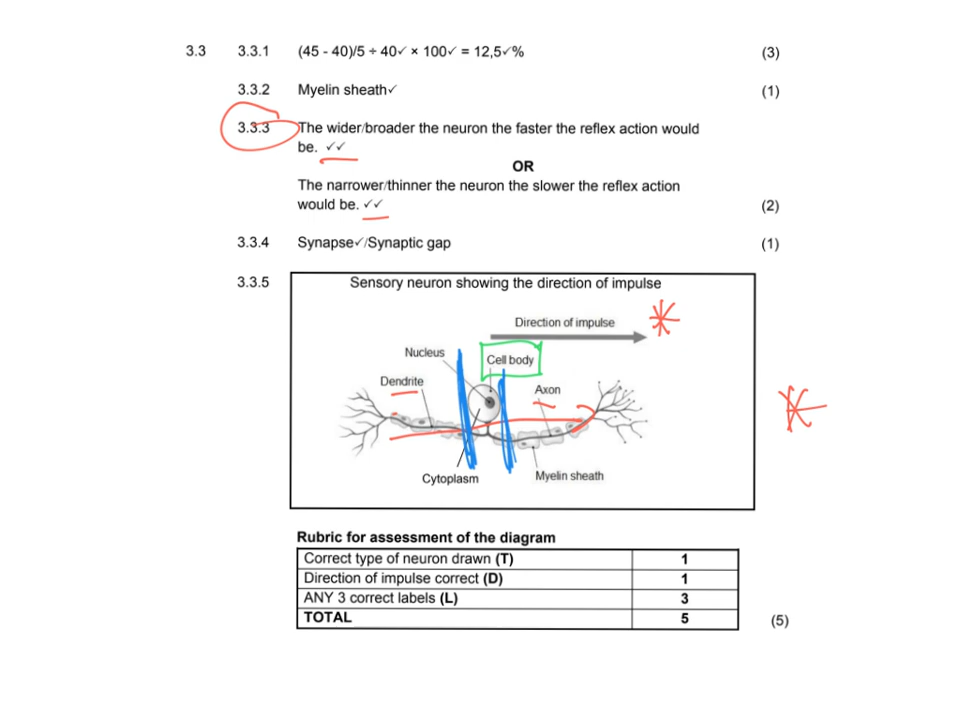 3.3 3.3.1 (45 - 40)/5 ÷ 40✓ × 100✓ = 12,5✓% (3)
3.3.2 Myelin sheath✓ (1)
3.3.3 The wider/broader the neuron the faster the reflex action would
be. ✓✓
OR
The narrower/thinner the neuron the slower the reflex action
would be. ✓✓ (2)
3.3.4 Synapse✓/Synaptic gap (1)
3.3.5 Sensory neuron showing the direction of impulse
Direction of impulse
Nucleus
Cell body
Dendrite
Axon
Cytoplasm
Myelin sheath
Rubric for assessment of the diagram
Correct type of neuron drawn (T) 1
Direction of impulse correct (D) 1
ANY 3 correct labels (L) 3
TOTAL 5 (5)